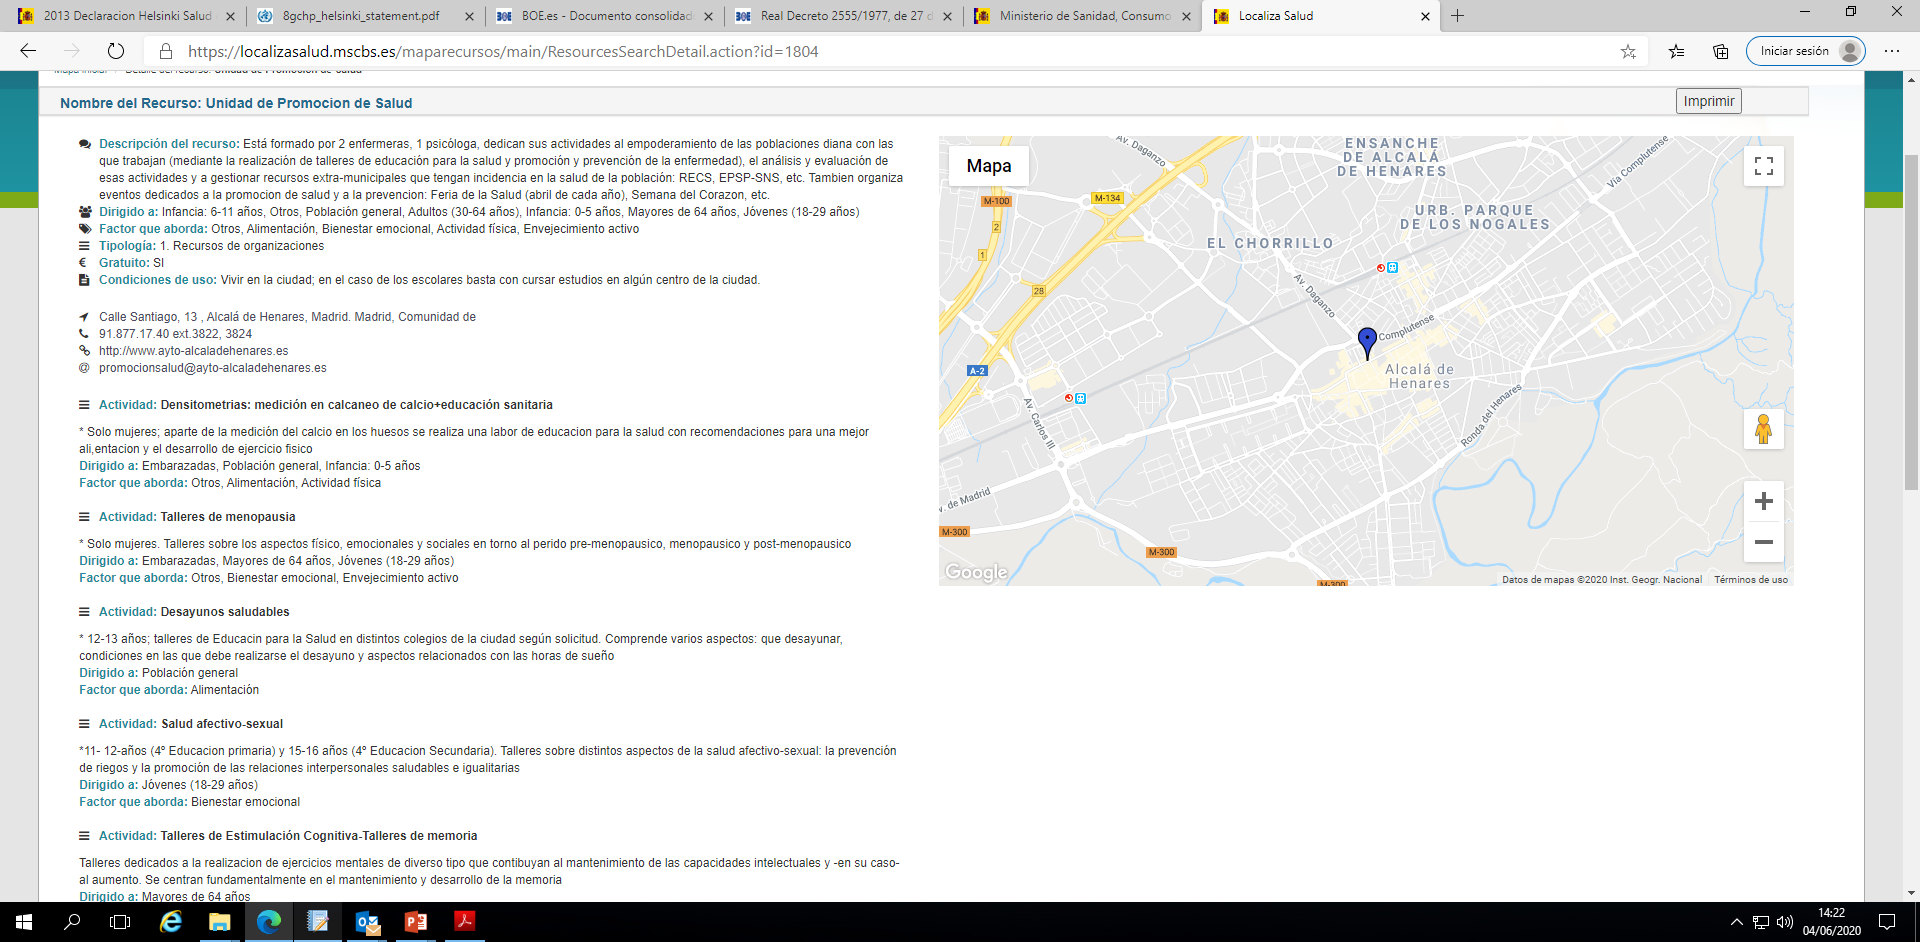 2013 Declaracion Helsinki Salud
8gchp_helsinki_statement.pdf
BOE.es - Documento consolidad
Real Decreto 2555/1977, de 27 d
Ministerio de Sanidad, Consumo
Localiza Salud
https://localizasalud.mscbs.es/maparecursos/main/ResourcesSearchDetail.action?id=1804
Iniciar sesión
Nombre del Recurso: Unidad de Promocion de Salud
Imprimir
Descripción del recurso: Está formado por 2 enfermeras, 1 psicóloga, dedican sus actividades al empoderamiento de las poblaciones diana con las
que trabajan (mediante la realización de talleres de educación para la salud y promoción y prevención de la enfermedad), el análisis y evaluación de
esas actividades y a gestionar recursos extra-municipales que tengan incidencia en la salud de la población: RECS, EPSP-SNS, etc. Tambien organiza
eventos dedicados a la promocion de salud y a la prevencion: Feria de la Salud (abril de cada año), Semana del Corazon, etc.
Dirigido a: Infancia: 6-11 años, Otros, Población general, Adultos (30-64 años), Infancia: 0-5 años, Mayores de 64 años, Jóvenes (18-29 años)
Factor que aborda: Otros, Alimentación, Bienestar emocional, Actividad física, Envejecimiento activo
Tipología: 1. Recursos de organizaciones
€ Gratuito: SI
Condiciones de uso: Vivir en la ciudad; en el caso de los escolares basta con cursar estudios en algún centro de la ciudad.
Calle Santiago, 13 , Alcalá de Henares, Madrid. Madrid, Comunidad de
91.877.17.40 ext.3822, 3824
http://www.ayto-alcaladehenares.es
@ promocionsalud@ayto-alcaladehenares.es
Actividad: Densitometrias: medición en calcaneo de calcio+educación sanitaria
* Solo mujeres; aparte de la medición del calcio en los huesos se realiza una labor de educacion para la salud con recomendaciones para una mejor
ali,entacion y el desarrollo de ejercicio fisico
Dirigido a: Embarazadas, Población general, Infancia: 0-5 años
Factor que aborda: Otros, Alimentación, Actividad física
Actividad: Talleres de menopausia
* Solo mujeres. Talleres sobre los aspectos físico, emocionales y sociales en torno al perido pre-menopausico, menopausico y post-menopausico
Dirigido a: Embarazadas, Mayores de 64 años, Jóvenes (18-29 años)
Factor que aborda: Otros, Bienestar emocional, Envejecimiento activo
Actividad: Desayunos saludables
* 12-13 años; talleres de Educacin para la Salud en distintos colegios de la ciudad según solicitud. Comprende varios aspectos: que desayunar,
condiciones en las que debe realizarse el desayuno y aspectos relacionados con las horas de sueño
Dirigido a: Población general
Factor que aborda: Alimentación
Actividad: Salud afectivo-sexual
*11- 12-años (4º Educacion primaria) y 15-16 años (4º Educacion Secundaria). Talleres sobre distintos aspectos de la salud afectivo-sexual: la prevención
de riegos y la promoción de las relaciones interpersonales saludables e igualitarias
Dirigido a: Jóvenes (18-29 años)
Factor que aborda: Bienestar emocional
Actividad: Talleres de Estimulación Cognitiva-Talleres de memoria
Talleres dedicados a la realizacion de ejercicios mentales de diverso tipo que contibuyan al mantenimiento de las capacidades intelectuales y -en su caso-
al aumento. Se centran fundamentalmente en el mantenimiento y desarrollo de la memoria
Dirigido a: Mayores de 64 años
Mapa
Av. Daganzo
ENSANCHE
DE ALCALÁ
DE HENARES
Vía Complutense
M-100
M-134
URB. PARQUE
DE LOS NOGALES
2
EL CHORRILLO
1
28
Av. Daganzo
Complutense
A-2
Alcalá de
Henares
Av. Carlos III
Ronda del Henares
v. de Madrid
M-300
M-300
M-300
Google
Datos de mapas ©2020 Inst. Geogr. Nacional
Términos de uso
14:22
04/06/2020